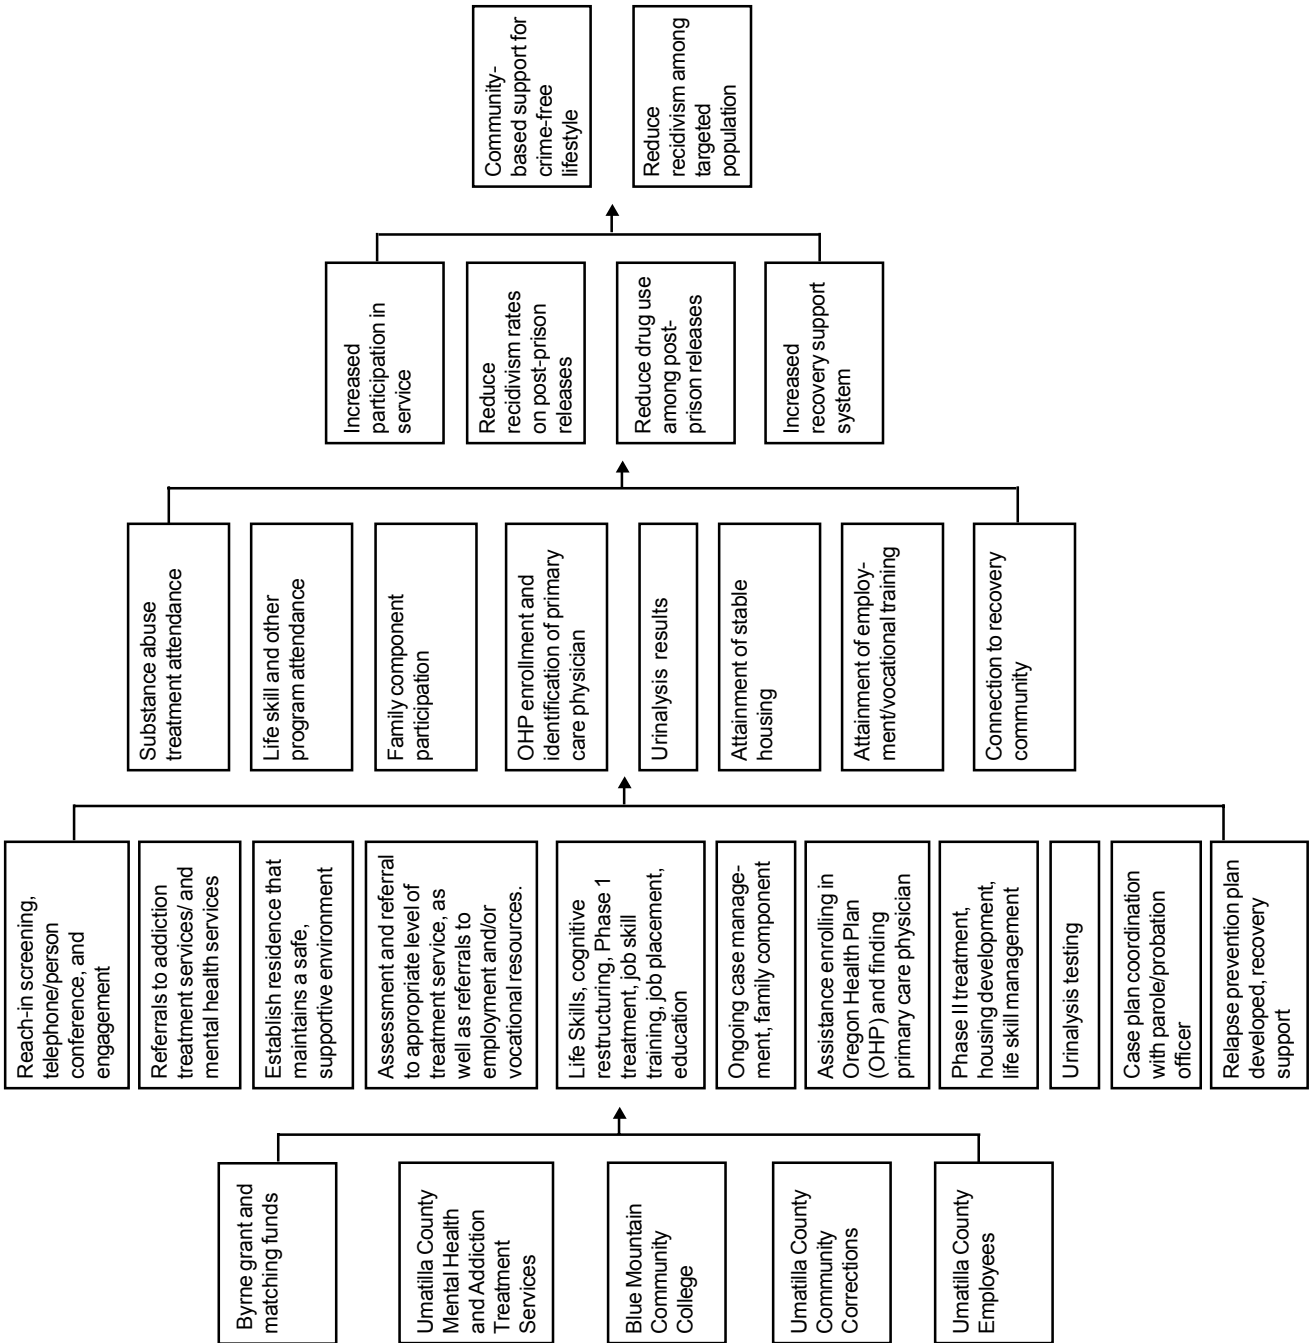 Byrne grant and
matching funds
Umatilla County
Mental Health
and Addiction
Treatment
Services
Blue Mountain
Community
College
Umatilla County
Community
Corrections
Umatilla County
Employees
Reach-in screening,
telephone/person
conference, and
engagement
Referrals to addiction
treatment services/ and
mental health services
Establish residence that
maintains a safe,
supportive environment
Assessment and referral
to appropriate level of
treatment service, as
well as referrals to
employment and/or
vocational resources.
Life Skills, cognitive
restructuring, Phase 1
treatment, job skill
training, job placement,
education
Ongoing case manage-
ment, family component
Assistance enrolling in
Oregon Health Plan
(OHP) and finding
primary care physician
Phase II treatment,
housing development,
life skill management
Urinalysis testing
Case plan coordination
with parole/probation
officer
Relapse prevention plan
developed, recovery
support
Substance abuse
treatment attendance
Life skill and other
program attendance
Family component
participation
OHP enrollment and
identification of primary
care physician
Urinalysis results
Attainment of stable
housing
Attainment of employ-
ment/vocational training
Connection to recovery
community
Increased
participation in
service
Reduce
recidivism rates
on post-prison
releases
Reduce drug use
among post-
prison releases
Increased
recovery support
system
Community-
based support for
crime-free
lifestyle
Reduce
recidivism among
targeted
population